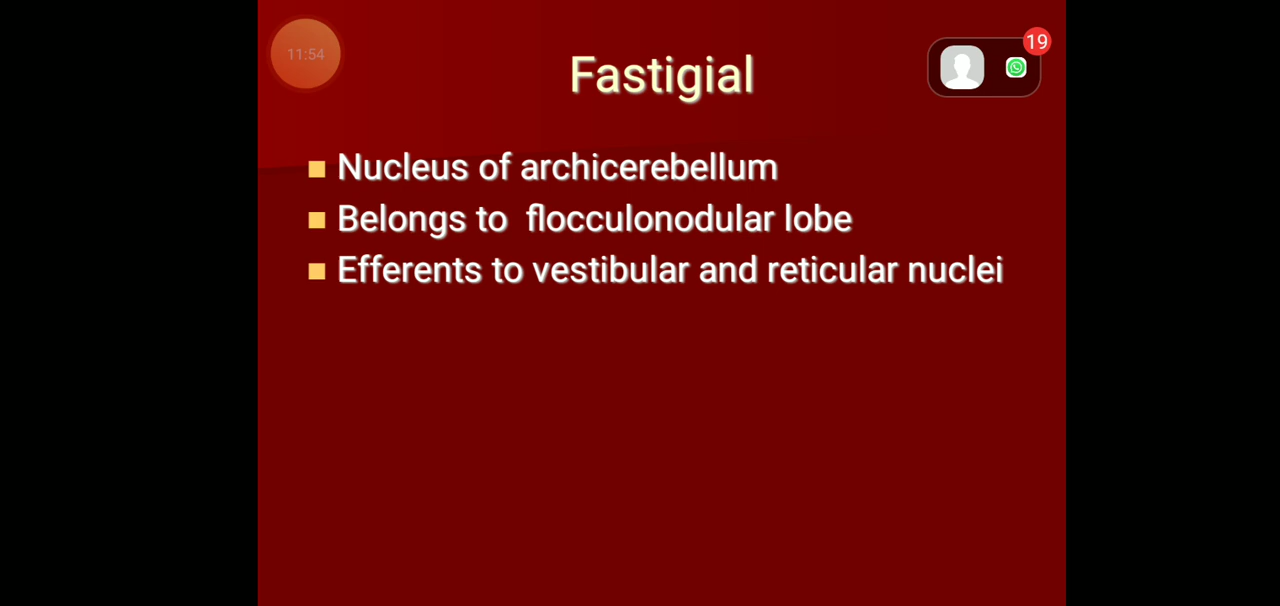 11:54
19
Fastigial
Nucleus of archicerebellum
Belongs to flocculonodular lobe
Efferents to vestibular and reticular nuclei